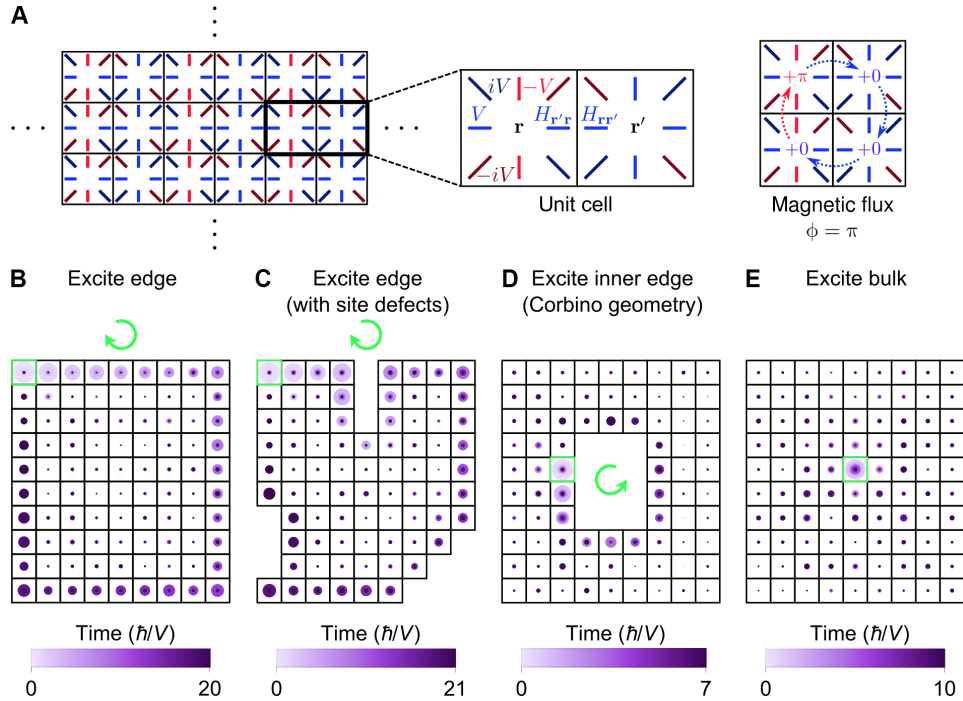 A
iV
−V
V
r
H_{r'r}
H_{rr'}
r'
−iV
Unit cell
+π
+0
+0
+0
Magnetic flux
ϕ = π
B
Excite edge
C
Excite edge
(with site defects)
D
Excite inner edge
(Corbino geometry)
E
Excite bulk
Time (ħ/V)
0
20
Time (ħ/V)
0
21
Time (ħ/V)
0
7
Time (ħ/V)
0
10